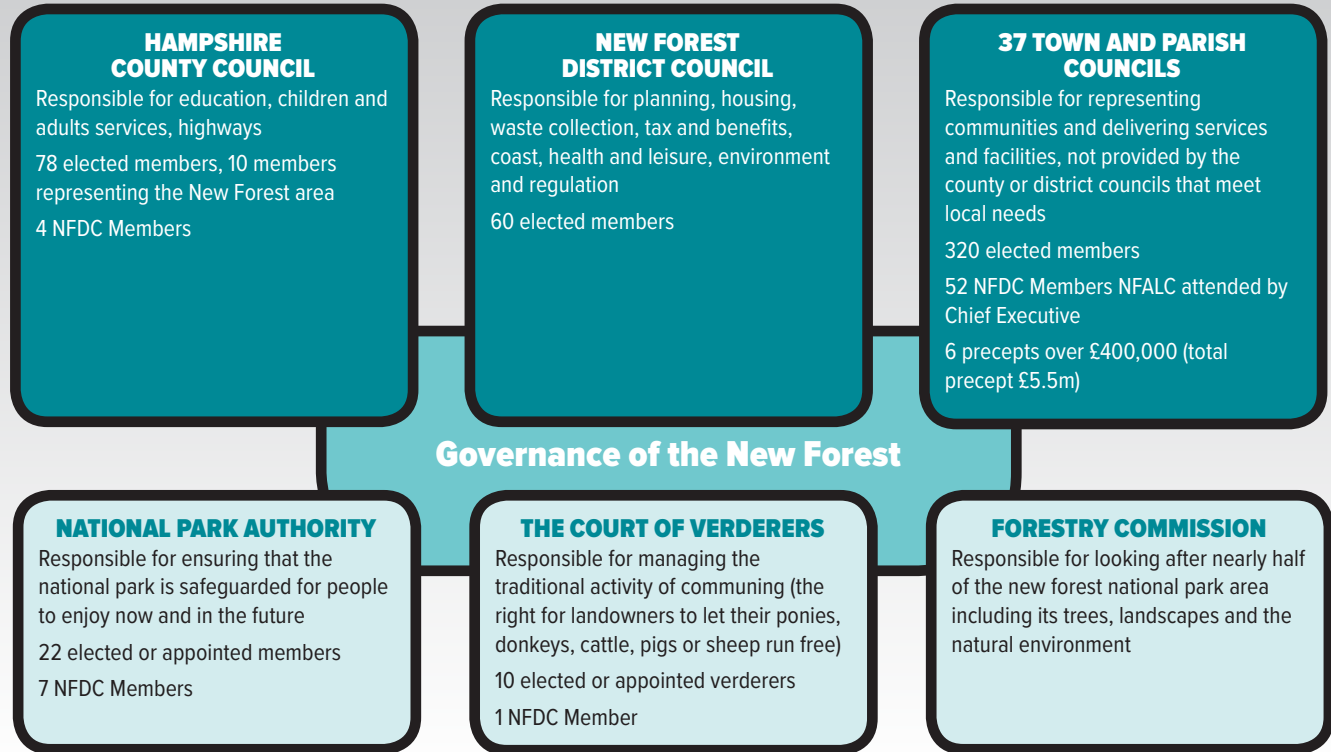 HAMPSHIRE
COUNTY COUNCIL
Responsible for education, children and
adults services, highways
78 elected members, 10 members
representing the New Forest area
4 NFDC Members
NEW FOREST
DISTRICT COUNCIL
Responsible for planning, housing,
waste collection, tax and benefits,
coast, health and leisure, environment
and regulation
60 elected members
37 TOWN AND PARISH
COUNCILS
Responsible for representing
communities and delivering services
and facilities, not provided by the
county or district councils that meet
local needs
320 elected members
52 NFDC Members NFALC attended by
Chief Executive
6 precepts over £400,000 (total
precept £5.5m)
Governance of the New Forest
NATIONAL PARK AUTHORITY
Responsible for ensuring that the
national park is safeguarded for people
to enjoy now and in the future
22 elected or appointed members
7 NFDC Members
THE COURT OF VERDERERS
Responsible for managing the
traditional activity of communing (the
right for landowners to let their ponies,
donkeys, cattle, pigs or sheep run free)
10 elected or appointed verderers
1 NFDC Member
FORESTRY COMMISSION
Responsible for looking after nearly half
of the new forest national park area
including its trees, landscapes and the
natural environment